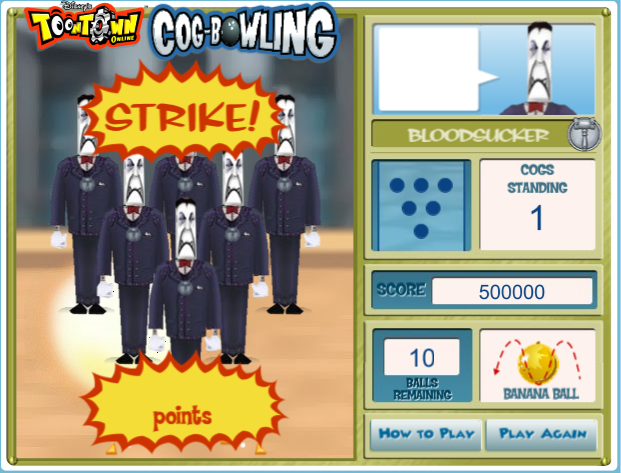 Disney's
TOONTOWN
ONLINE
COG-BOWLING
STRIKE!
BLOODSUCKER
COGS
STANDING
1
SCORE 500000
10
BALLS
REMAINING
BANANA BALL
points
HOW TO PLAY
PLAY AGAIN